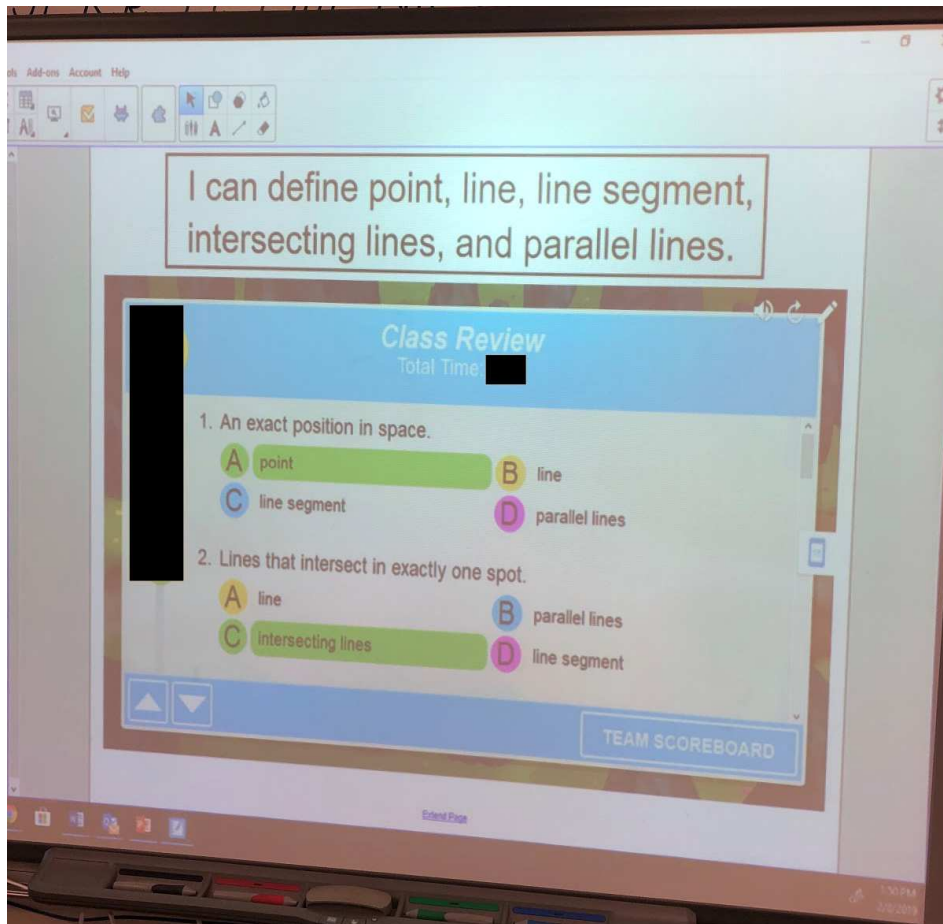 Add-ons Account Help
I can define point, line, line segment,
intersecting lines, and parallel lines.
Class Review
Total Time:
1. An exact position in space.
A point
B line
C line segment
D parallel lines
2. Lines that intersect in exactly one spot.
A line
B parallel lines
C intersecting lines
D line segment
TEAM SCOREBOARD
Extend Page